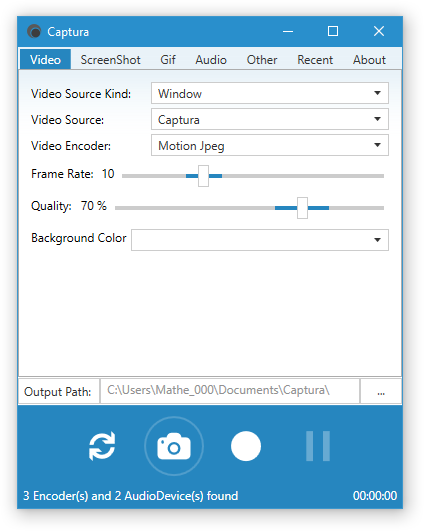 Captura
Video ScreenShot Gif Audio Other Recent About
Video Source Kind: Window
Video Source: Captura
Video Encoder: Motion Jpeg
Frame Rate: 10
Quality: 70 %
Background Color
Output Path: C:\Users\Mathe_000\Documents\Captura\ ...
3 Encoder(s) and 2 AudioDevice(s) found 00:00:00